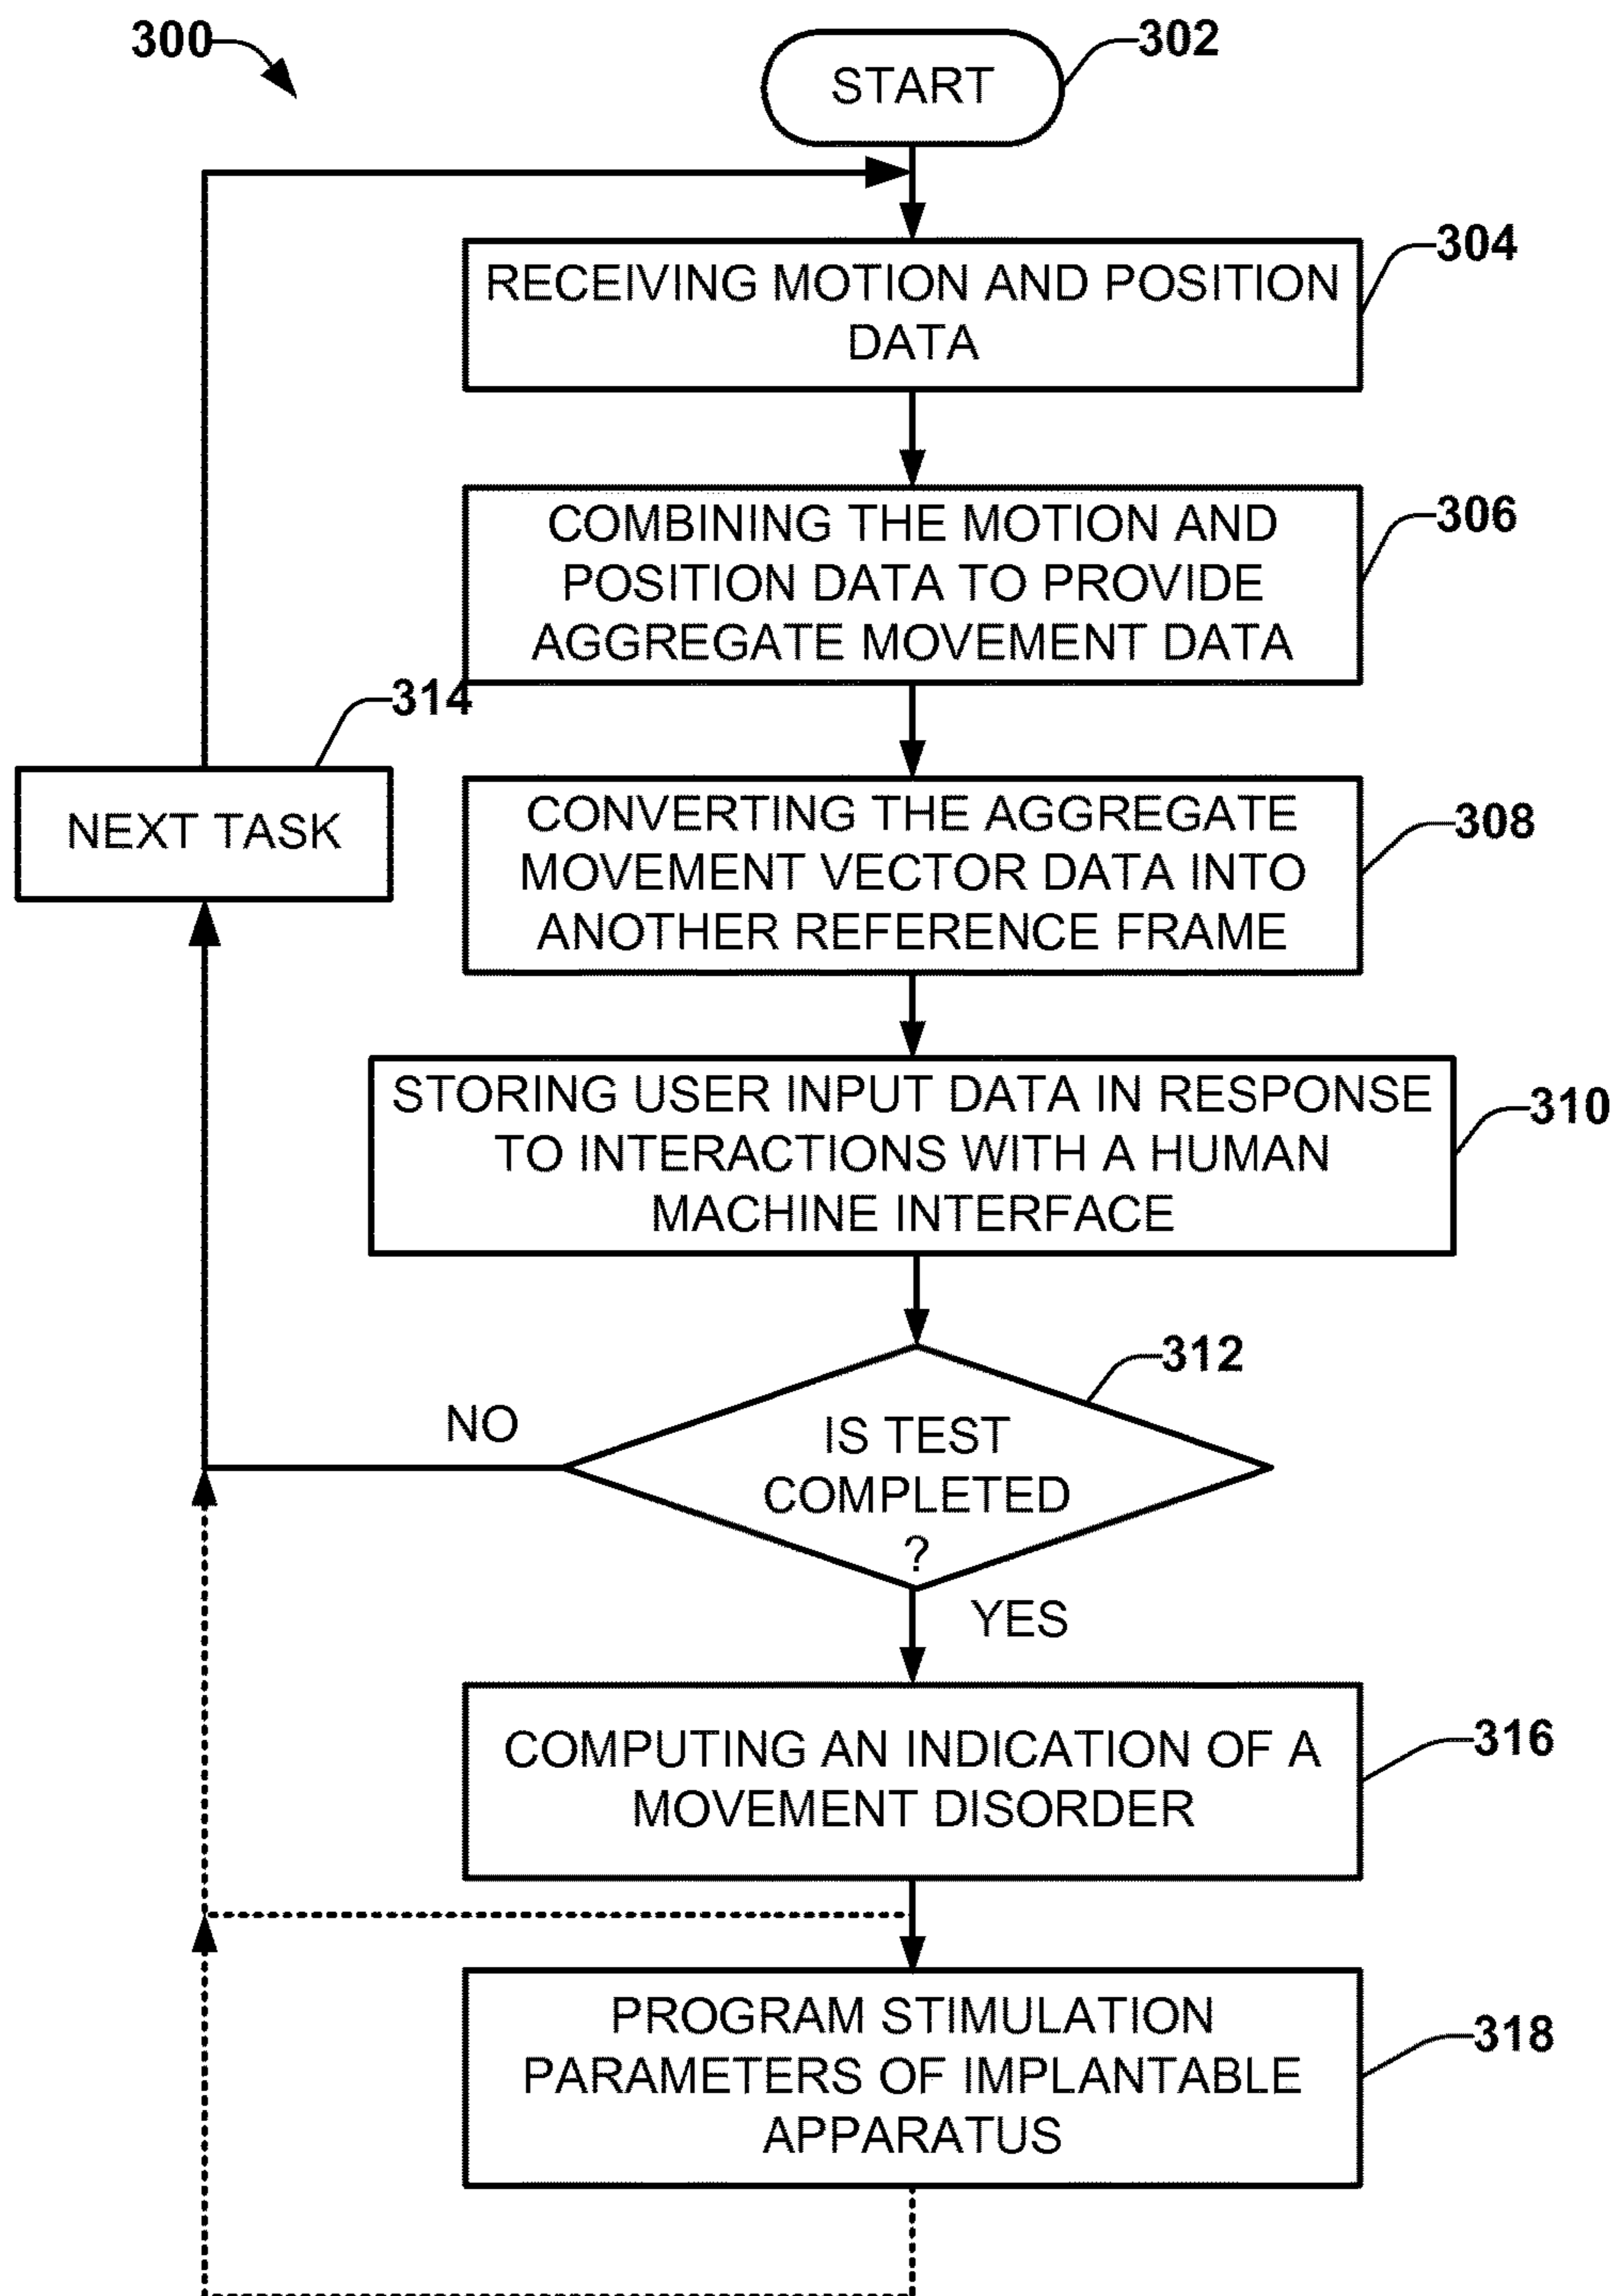 300
302
START
304
RECEIVING MOTION AND POSITION
DATA
306
COMBINING THE MOTION AND
POSITION DATA TO PROVIDE
AGGREGATE MOVEMENT DATA
314
NEXT TASK
308
CONVERTING THE AGGREGATE
MOVEMENT VECTOR DATA INTO
ANOTHER REFERENCE FRAME
310
STORING USER INPUT DATA IN RESPONSE
TO INTERACTIONS WITH A HUMAN
MACHINE INTERFACE
312
NO
IS TEST
COMPLETED
?
YES
316
COMPUTING AN INDICATION OF A
MOVEMENT DISORDER
318
PROGRAM STIMULATION
PARAMETERS OF IMPLANTABLE
APPARATUS